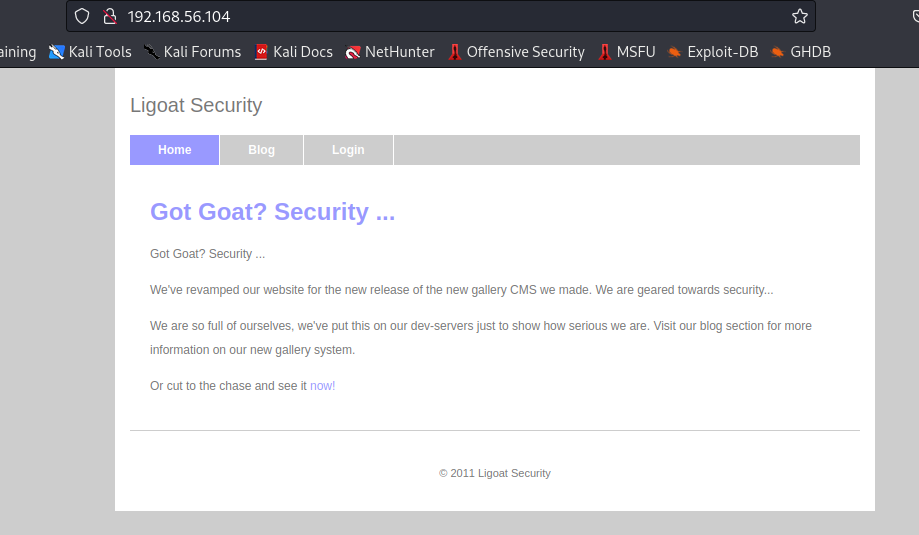 192.168.56.104
aining Kali Tools Kali Forums Kali Docs NetHunter Offensive Security MSFU Exploit-DB GHDB
Ligoat Security
Home Blog Login
Got Goat? Security ...
Got Goat? Security ...
We've revamped our website for the new release of the new gallery CMS we made. We are geared towards security...
We are so full of ourselves, we've put this on our dev-servers just to show how serious we are. Visit our blog section for more
information on our new gallery system.
Or cut to the chase and see it now!
© 2011 Ligoat Security